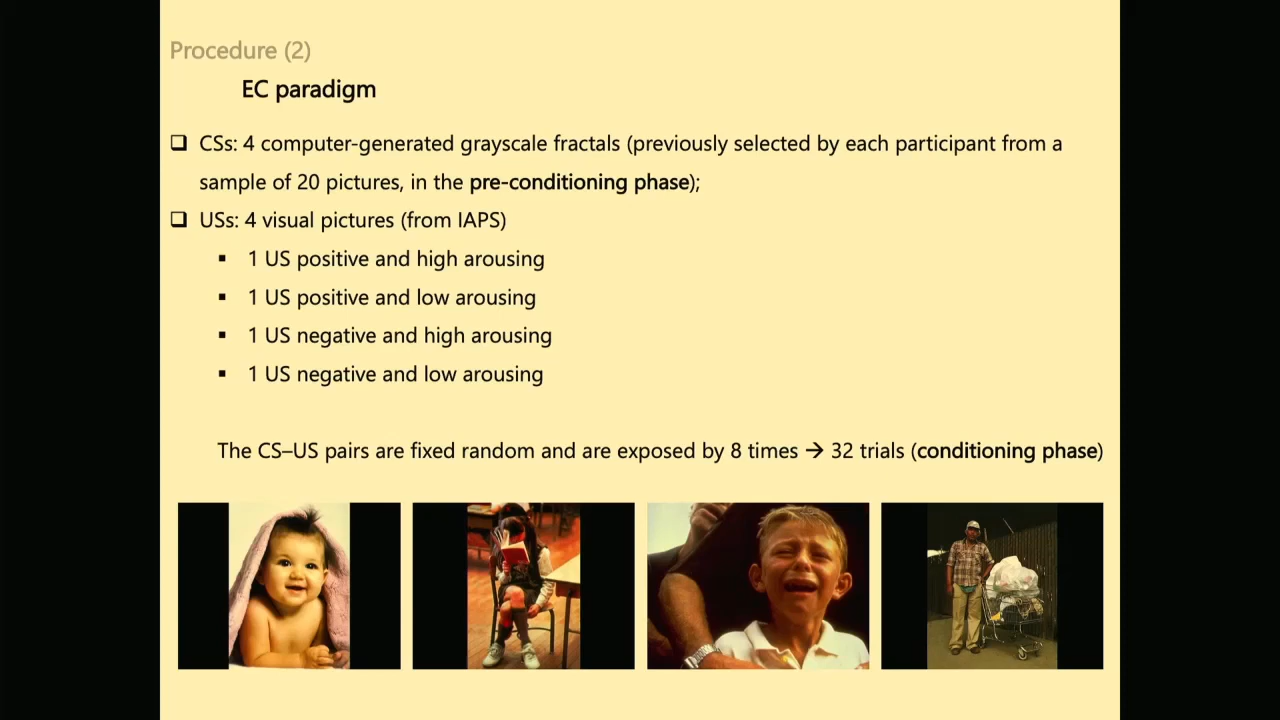 Procedure (2)
EC paradigm
❑ CSs: 4 computer-generated grayscale fractals (previously selected by each participant from a
sample of 20 pictures, in the pre-conditioning phase);
❑ USs: 4 visual pictures (from IAPS)
▪ 1 US positive and high arousing
▪ 1 US positive and low arousing
▪ 1 US negative and high arousing
▪ 1 US negative and low arousing
The CS–US pairs are fixed random and are exposed by 8 times → 32 trials (conditioning phase)